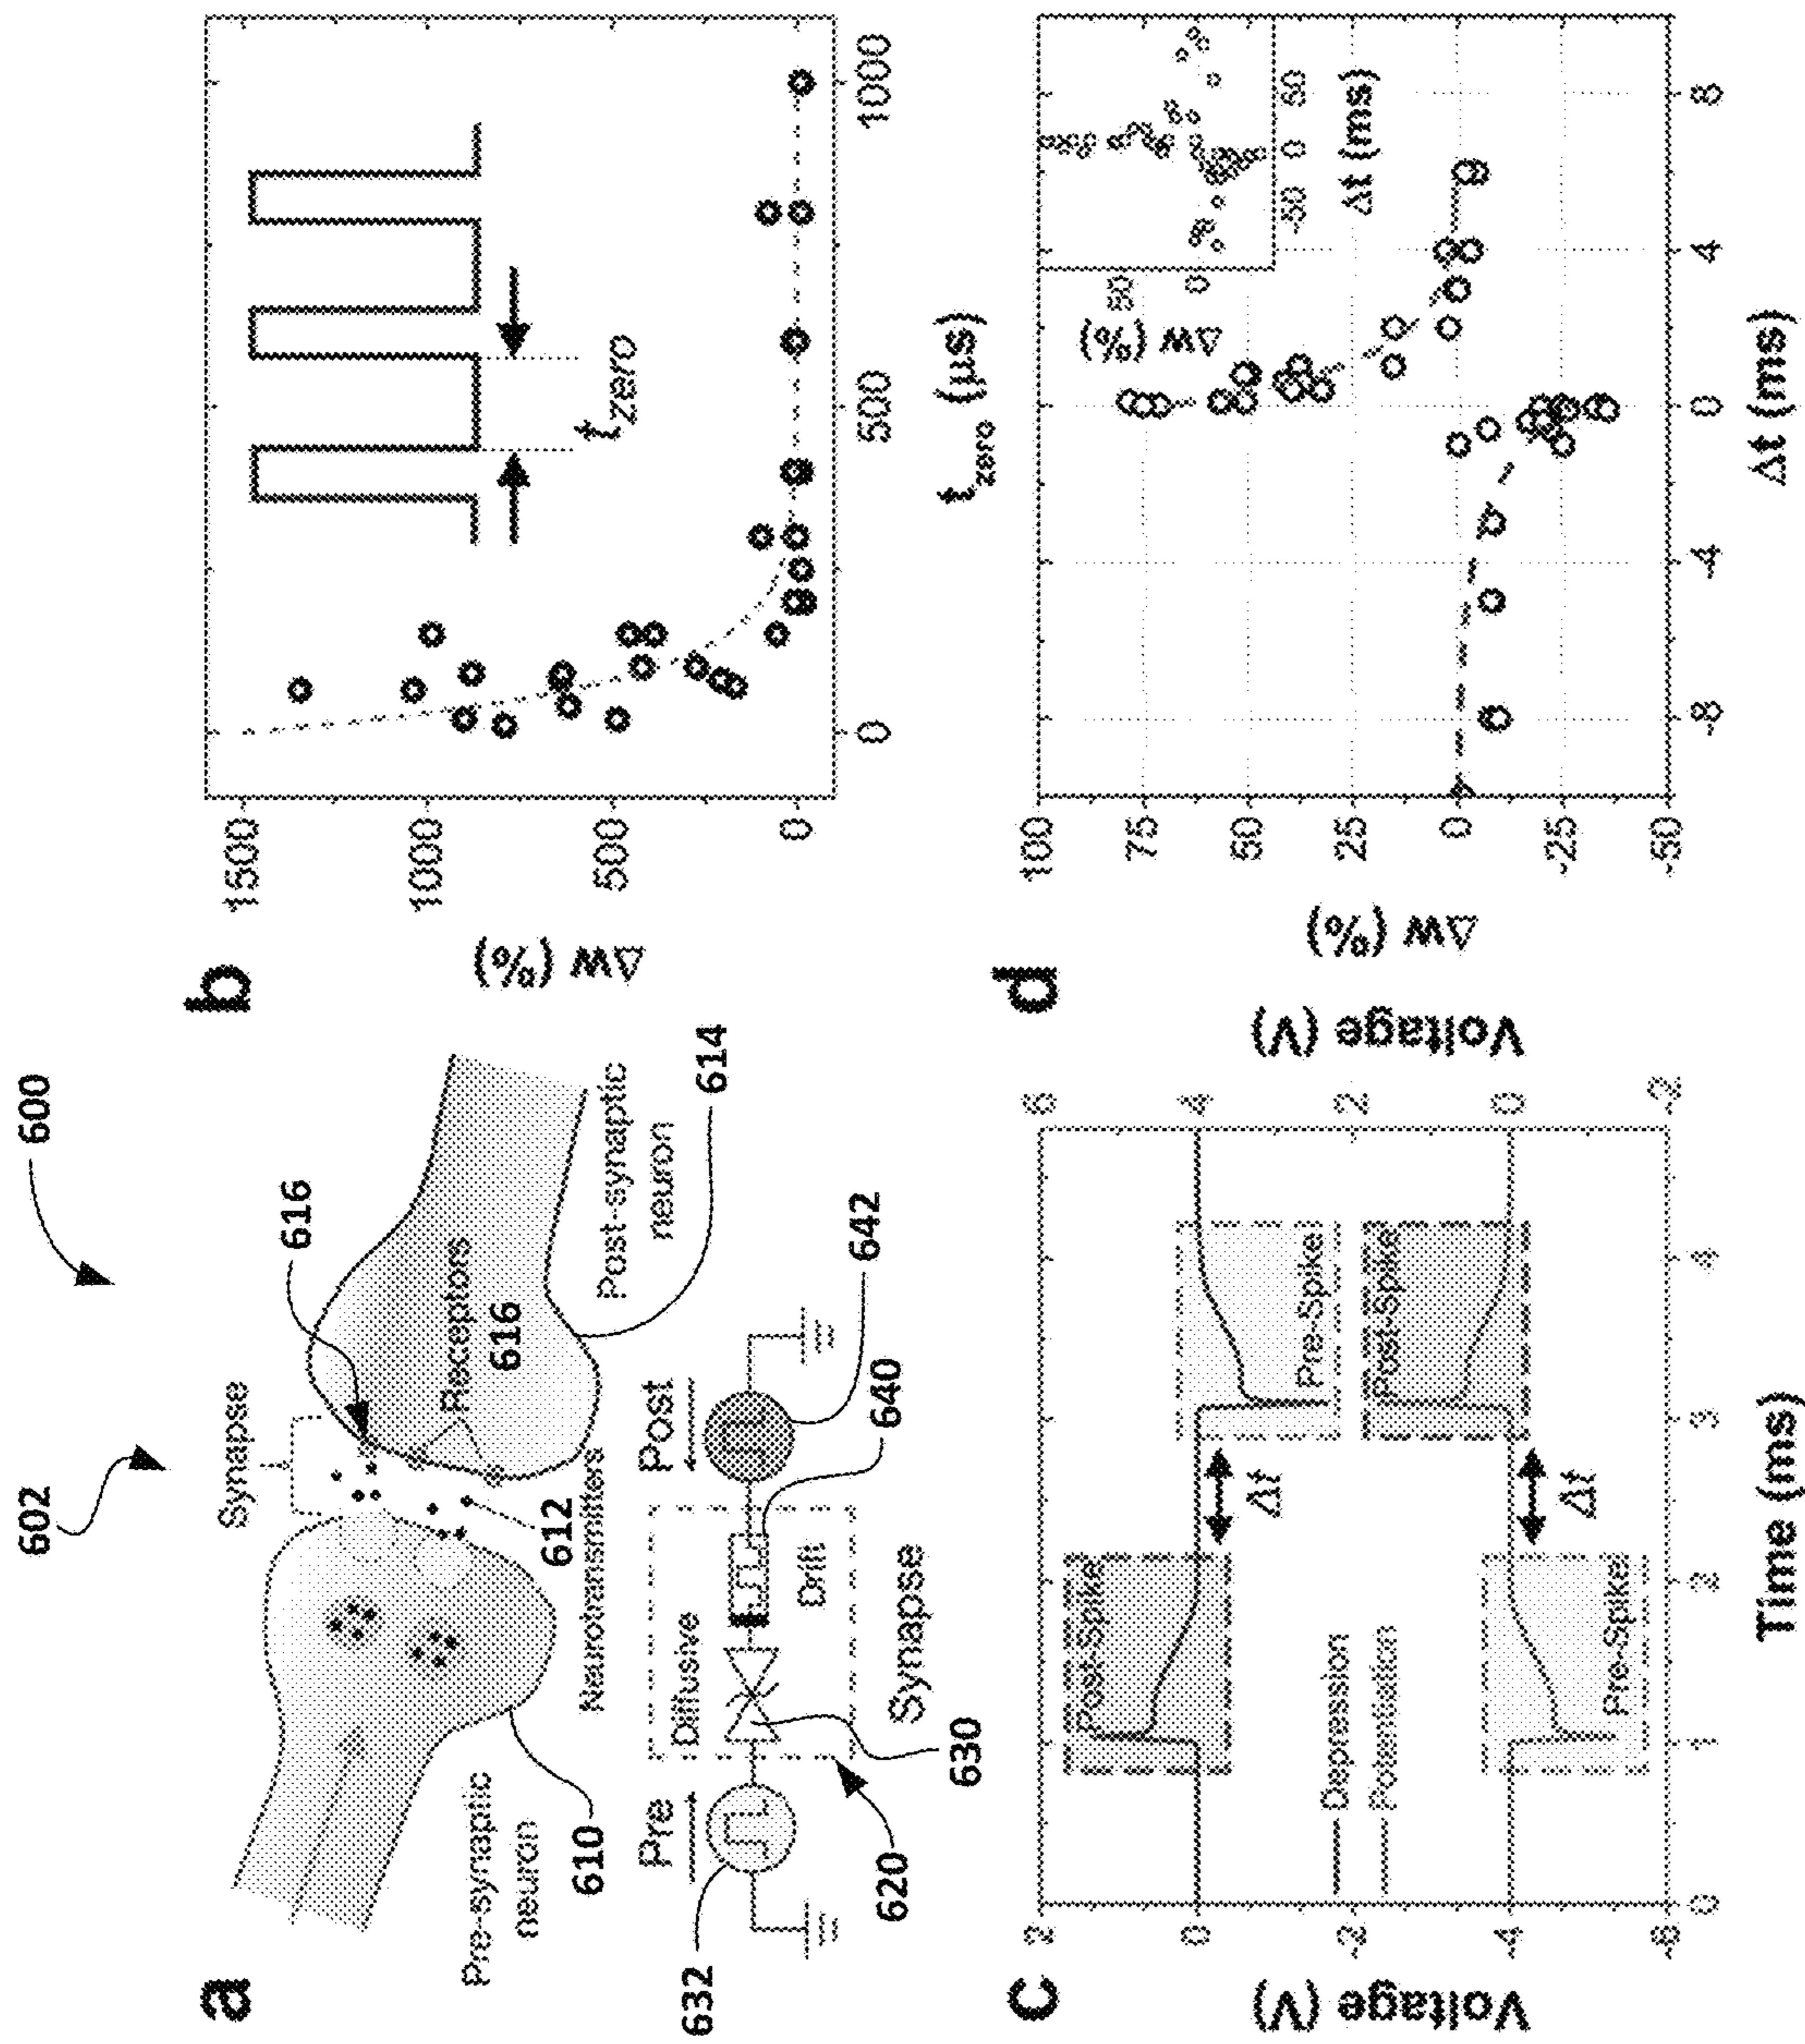 600
602
a
Synapse
616
Receptors
616
Pre-synaptic
neuron
610
612
Neurotransmitters
Post-synaptic
neuron
614
Pre
Diffusive
Drift
Post
632
620
630
Synapse
640
642
b
Δw (%)
1500
1000
500
0
t_zero
0
500
1000
t_zero (μs)
c
Voltage (V)
2
0
-2
-4
-6
Post-Spike
Pre-Spike
Δt
Depression
Potentiation
Post-Spike
Pre-Spike
Δt
6
4
2
0
-2
Voltage (V)
0
1
2
3
4
Time (ms)
d
Δw (%)
100
75
50
25
0
-25
-50
Δw (%)
50
0
-50
0
50
Δt (ms)
-8
-4
0
4
8
Δt (ms)